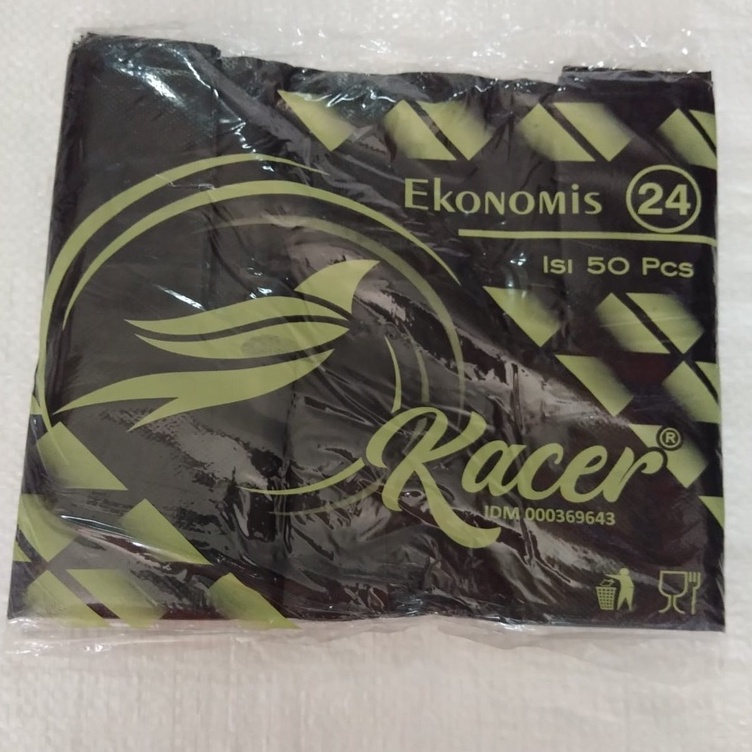 Ekonomis 24
Isi 50 Pcs
Kacer®
IDM 000369643